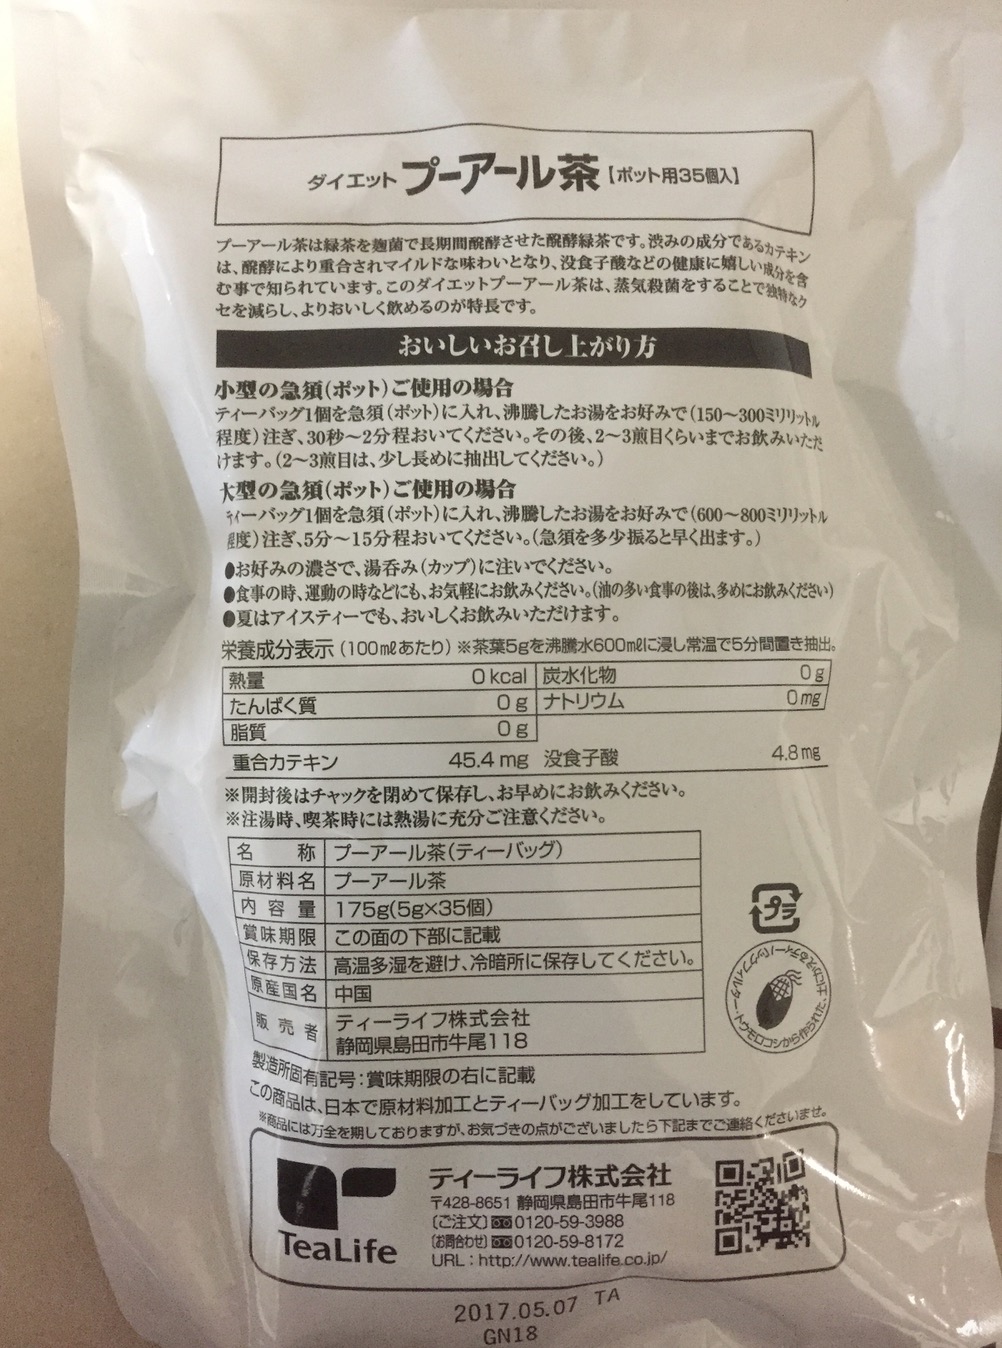 ダイエット プーアール茶【ポット用35個入】
プーアール茶は緑茶を麹菌で長期間醗酵させた醗酵緑茶です。渋みの成分であるカテキン
は、醗酵により重合されマイルドな味わいとなり、没食子酸などの健康に嬉しい成分を含
む事で知られています。このダイエットプーアール茶は、蒸気殺菌をすることで独特なク
セを減らし、よりおいしく飲めるのが特長です。
おいしいお召し上がり方
小型の急須(ポット)ご使用の場合
ティーバッグ1個を急須(ポット)に入れ、沸騰したお湯をお好みで(150〜300ミリリットル
程度)注ぎ、30秒〜2分程おいてください。その後、2〜3煎目くらいまでお飲みいただ
けます。(2〜3煎目は、少し長めに抽出してください。)
大型の急須(ポット)ご使用の場合
ティーバッグ1個を急須(ポット)に入れ、沸騰したお湯をお好みで(600〜800ミリリットル
程度)注ぎ、5分〜15分程おいてください。(急須を多少振ると早く出ます。)
●お好みの濃さで、湯呑み(カップ)に注いでください。
●食事の時、運動の時などにも、お気軽にお飲みください。(油の多い食事の後は、多めにお飲みください)
●夏はアイスティーでも、おいしくお飲みいただけます。
栄養成分表示(100mlあたり)※茶葉5gを沸騰水600mlに浸し常温で5分間置き抽出。
熱量 0kcal 炭水化物 0g
たんぱく質 0g ナトリウム 0mg
脂質 0g
重合カテキン 45.4mg 没食子酸 4.8mg
※開封後はチャックを閉めて保存し、お早めにお飲みください。
※注湯時、喫茶時には熱湯に充分ご注意ください。
名称 プーアール茶(ティーバッグ)
原材料名 プーアール茶
内容量 175g(5g×35個)
賞味期限 この面の下部に記載
保存方法 高温多湿を避け、冷暗所に保存してください。
原産国名 中国
販売者 ティーライフ株式会社
静岡県島田市牛尾118
プラ
土にかえるティーバッグフィルター・トウモロコシから作られた、
製造所固有記号:賞味期限の右に記載
この商品は、日本で原材料加工とティーバッグ加工をしています。
※商品には万全を期しておりますが、お気づきの点がございましたら下記までご連絡くださいませ。
TeaLife
ティーライフ株式会社
〒428-8651 静岡県島田市牛尾118
〔ご注文〕0120-59-3988
〔お問合わせ〕0120-59-8172
URL:http://www.tealife.co.jp/
2017.05.07 TA
GN18